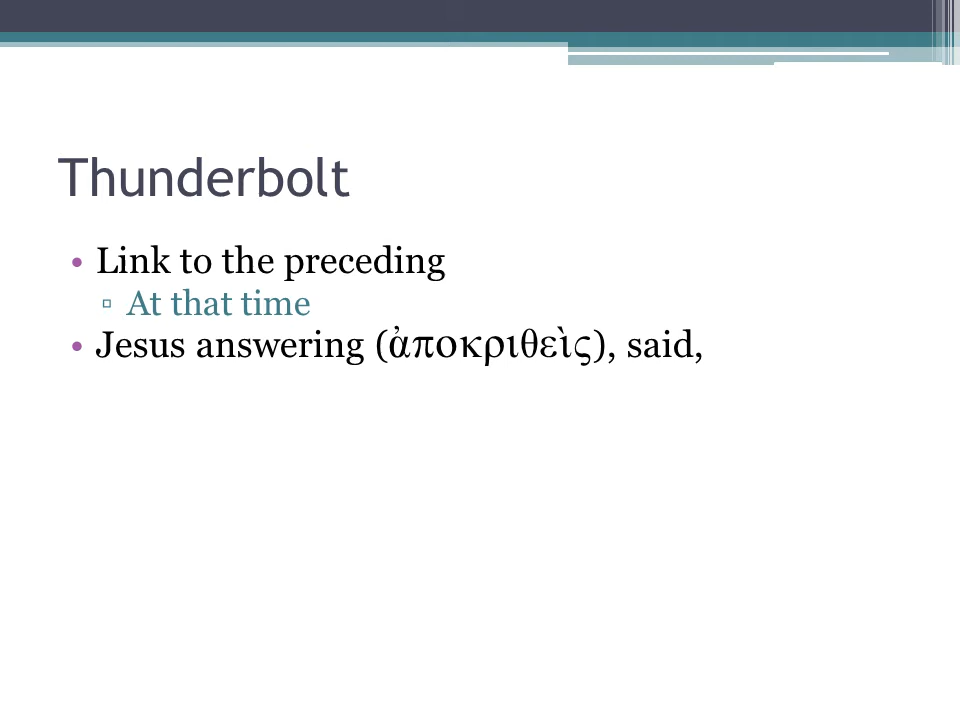 Thunderbolt
• Link to the preceding
▫ At that time
• Jesus answering (ἀποκριθεὶς), said,